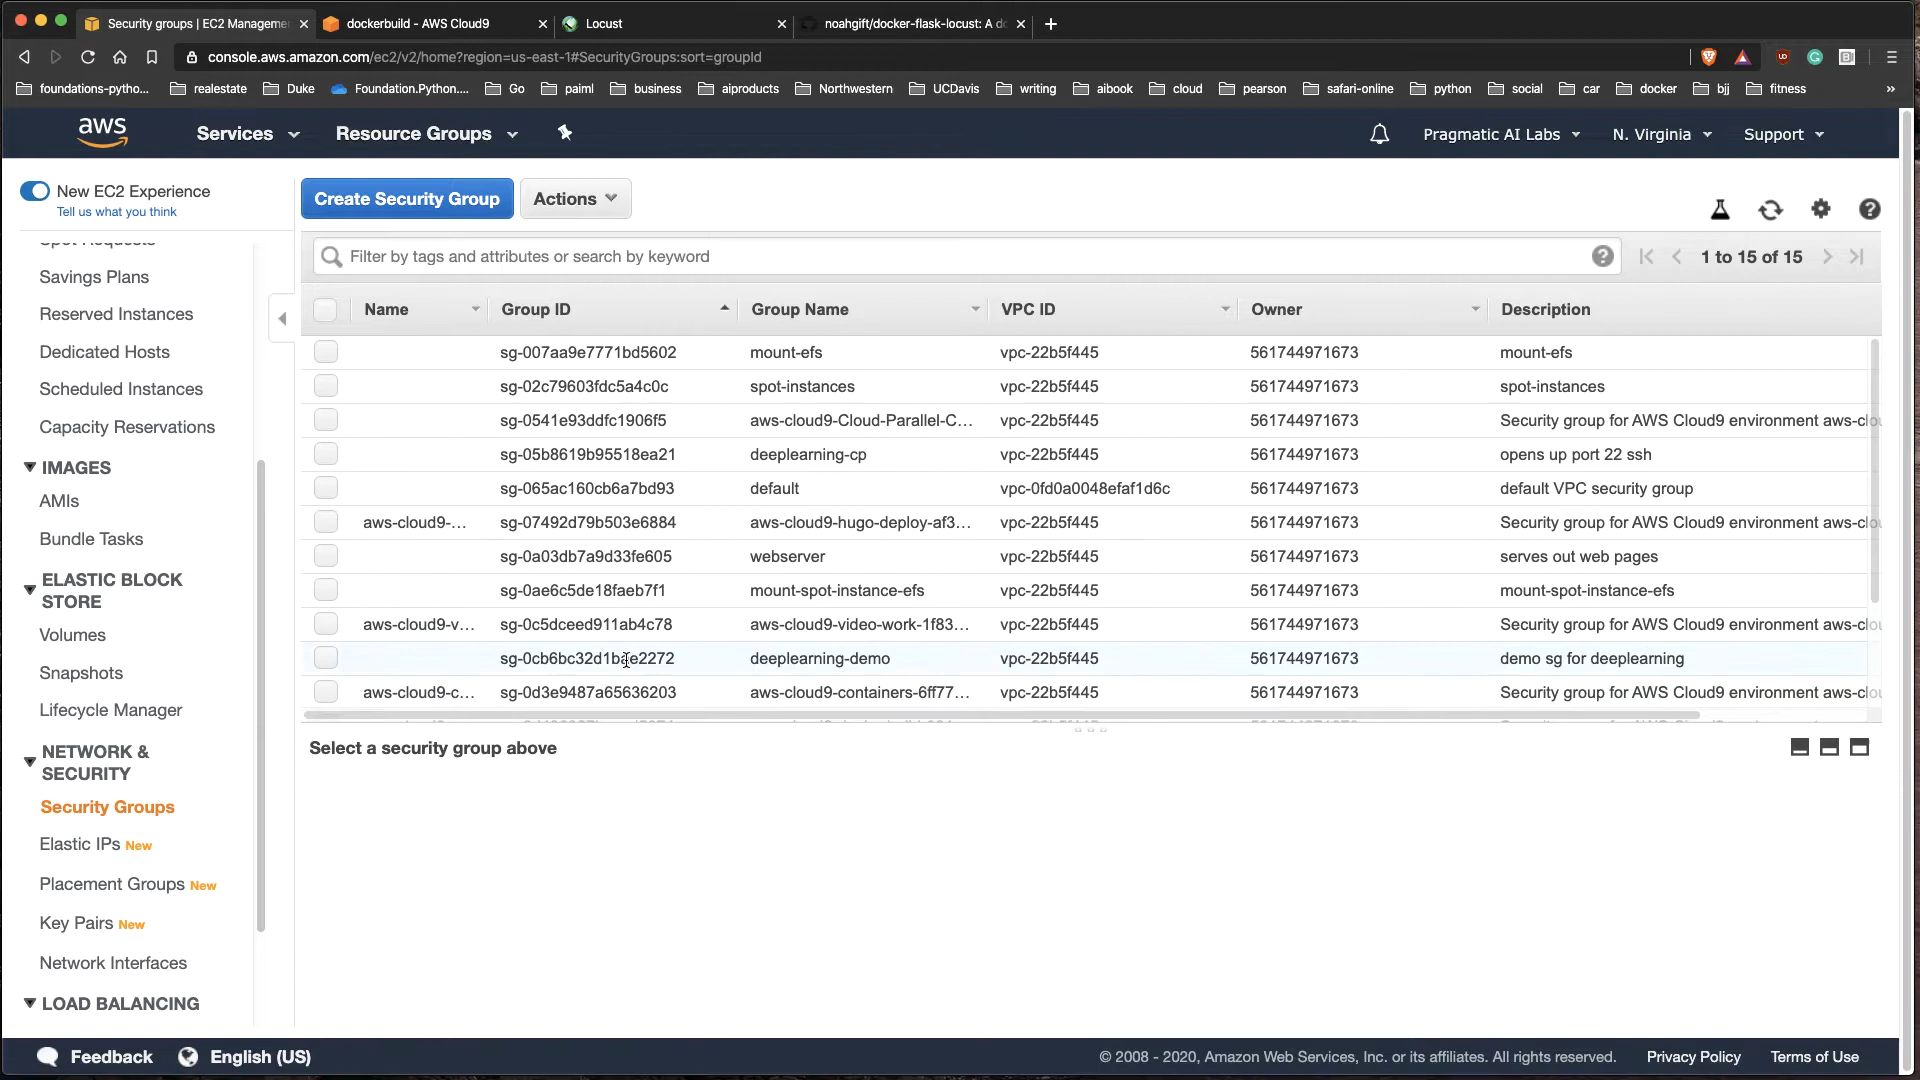 Security groups | EC2 Manageme
dockerbuild - AWS Cloud9
Locust
noahgift/docker-flask-locust: A do
console.aws.amazon.com/ec2/v2/home?region=us-east-1#SecurityGroups:sort=groupId
foundations-pytho... realestate Duke Foundation.Python.... Go paiml business aiproducts Northwestern UCDavis writing aibook cloud pearson safari-online python social car docker bjj fitness »
aws Services Resource Groups Pragmatic AI Labs N. Virginia Support
New EC2 Experience
Tell us what you think
Spot Requests
Savings Plans
Reserved Instances
Dedicated Hosts
Scheduled Instances
Capacity Reservations
IMAGES
AMIs
Bundle Tasks
ELASTIC BLOCK
STORE
Volumes
Snapshots
Lifecycle Manager
NETWORK &
SECURITY
Security Groups
Elastic IPs New
Placement Groups New
Key Pairs New
Network Interfaces
LOAD BALANCING
Create Security Group Actions
Filter by tags and attributes or search by keyword 1 to 15 of 15
Name Group ID Group Name VPC ID Owner Description
sg-007aa9e7771bd5602 mount-efs vpc-22b5f445 561744971673 mount-efs
sg-02c79603fdc5a4c0c spot-instances vpc-22b5f445 561744971673 spot-instances
sg-0541e93ddfc1906f5 aws-cloud9-Cloud-Parallel-C... vpc-22b5f445 561744971673 Security group for AWS Cloud9 environment aws-clo
sg-05b8619b95518ea21 deeplearning-cp vpc-22b5f445 561744971673 opens up port 22 ssh
sg-065ac160cb6a7bd93 default vpc-0fd0a0048efaf1d6c 561744971673 default VPC security group
aws-cloud9-... sg-07492d79b503e6884 aws-cloud9-hugo-deploy-af3... vpc-22b5f445 561744971673 Security group for AWS Cloud9 environment aws-clo
sg-0a03db7a9d33fe605 webserver vpc-22b5f445 561744971673 serves out web pages
sg-0ae6c5de18faeb7f1 mount-spot-instance-efs vpc-22b5f445 561744971673 mount-spot-instance-efs
aws-cloud9-v... sg-0c5dceed911ab4c78 aws-cloud9-video-work-1f83... vpc-22b5f445 561744971673 Security group for AWS Cloud9 environment aws-clo
deeplearning-demo vpc-22b5f445 561744971673 demo sg for deeplearning
aws-cloud9-c... sg-0d3e9487a65636203 aws-cloud9-containers-6ff77... vpc-22b5f445 561744971673 Security group for AWS Cloud9 environment aws-clo
Select a security group above
Feedback English (US) © 2008 - 2020, Amazon Web Services, Inc. or its affiliates. All rights reserved. Privacy Policy Terms of Use